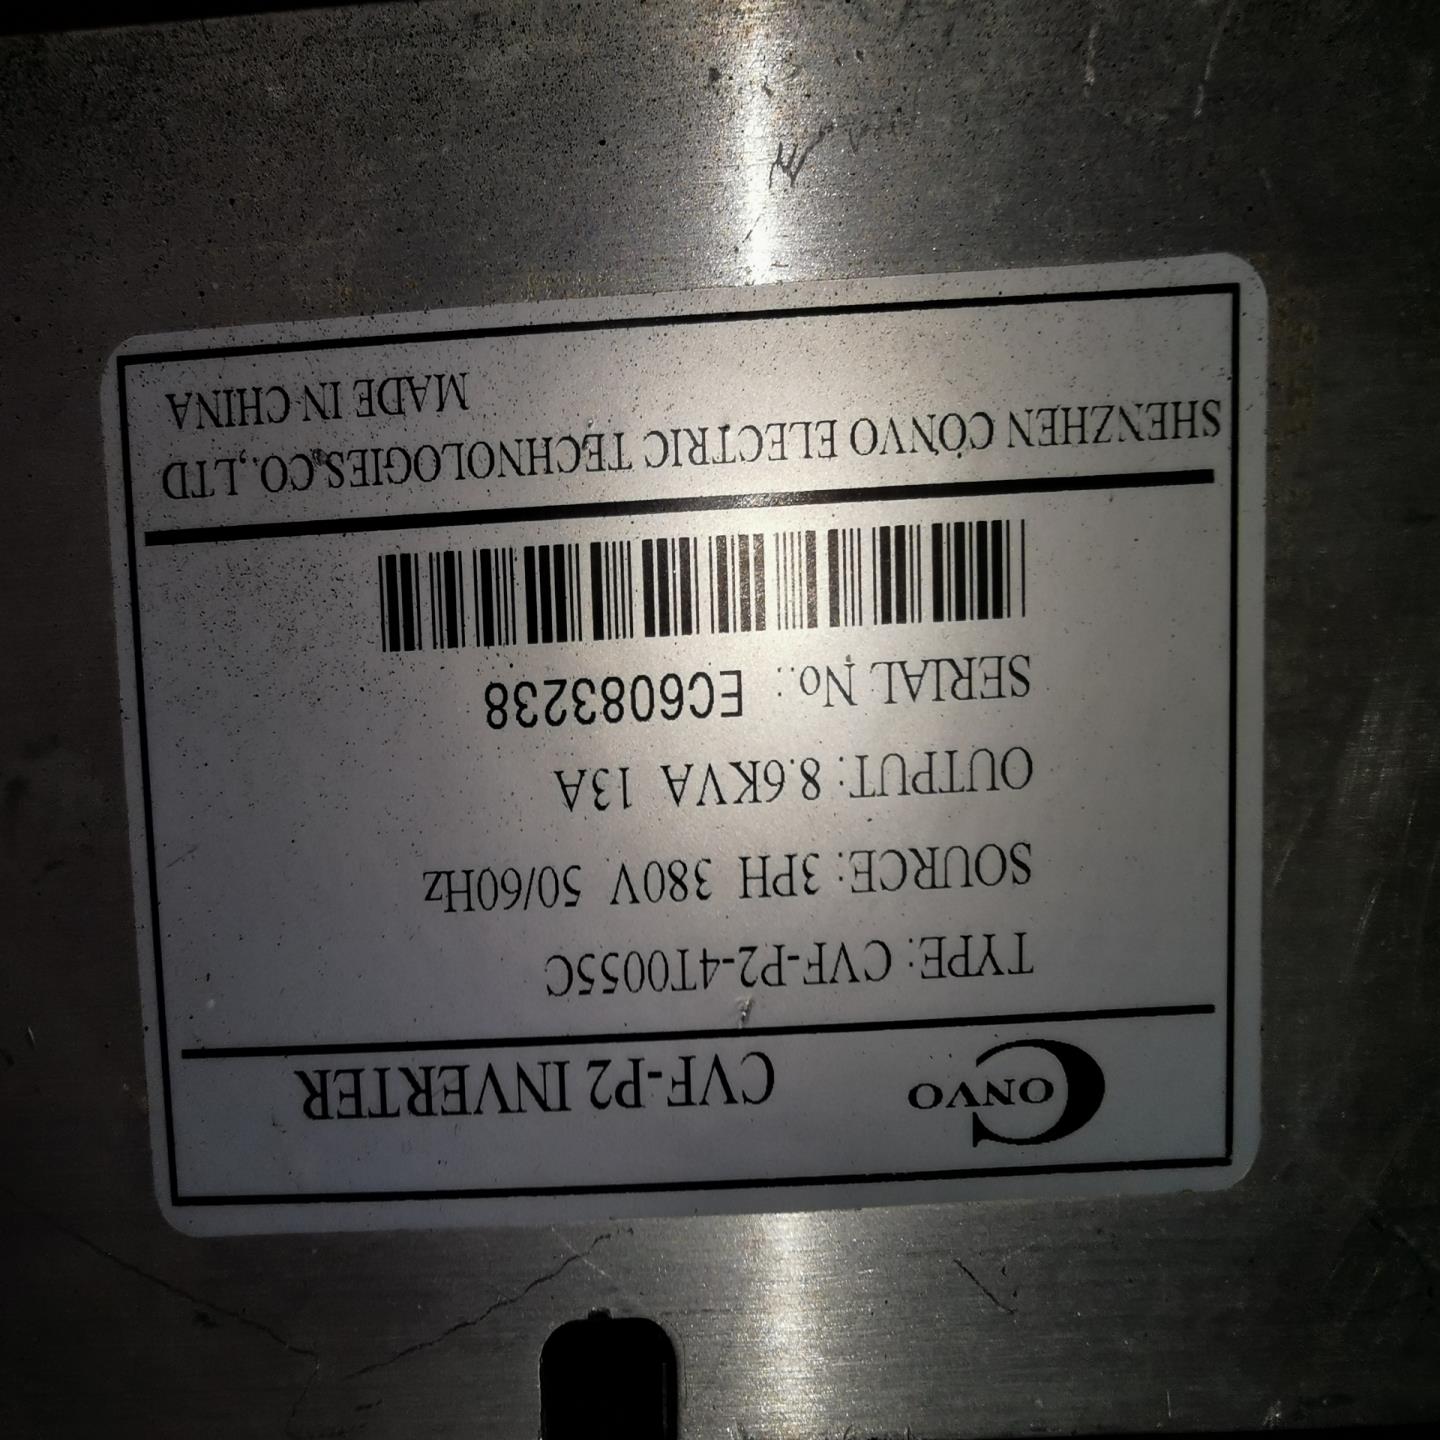 CONVO CVF-P2 INVERTER
TYPE: CVF-P2-4T0055C
SOURCE: 3PH 380V 50/60Hz
OUTPUT: 8.6KVA 13A
SERIAL No.: EC6083238
SHENZHEN CONVO ELECTRIC TECHNOLOGIES,CO.,LTD
MADE IN CHINA